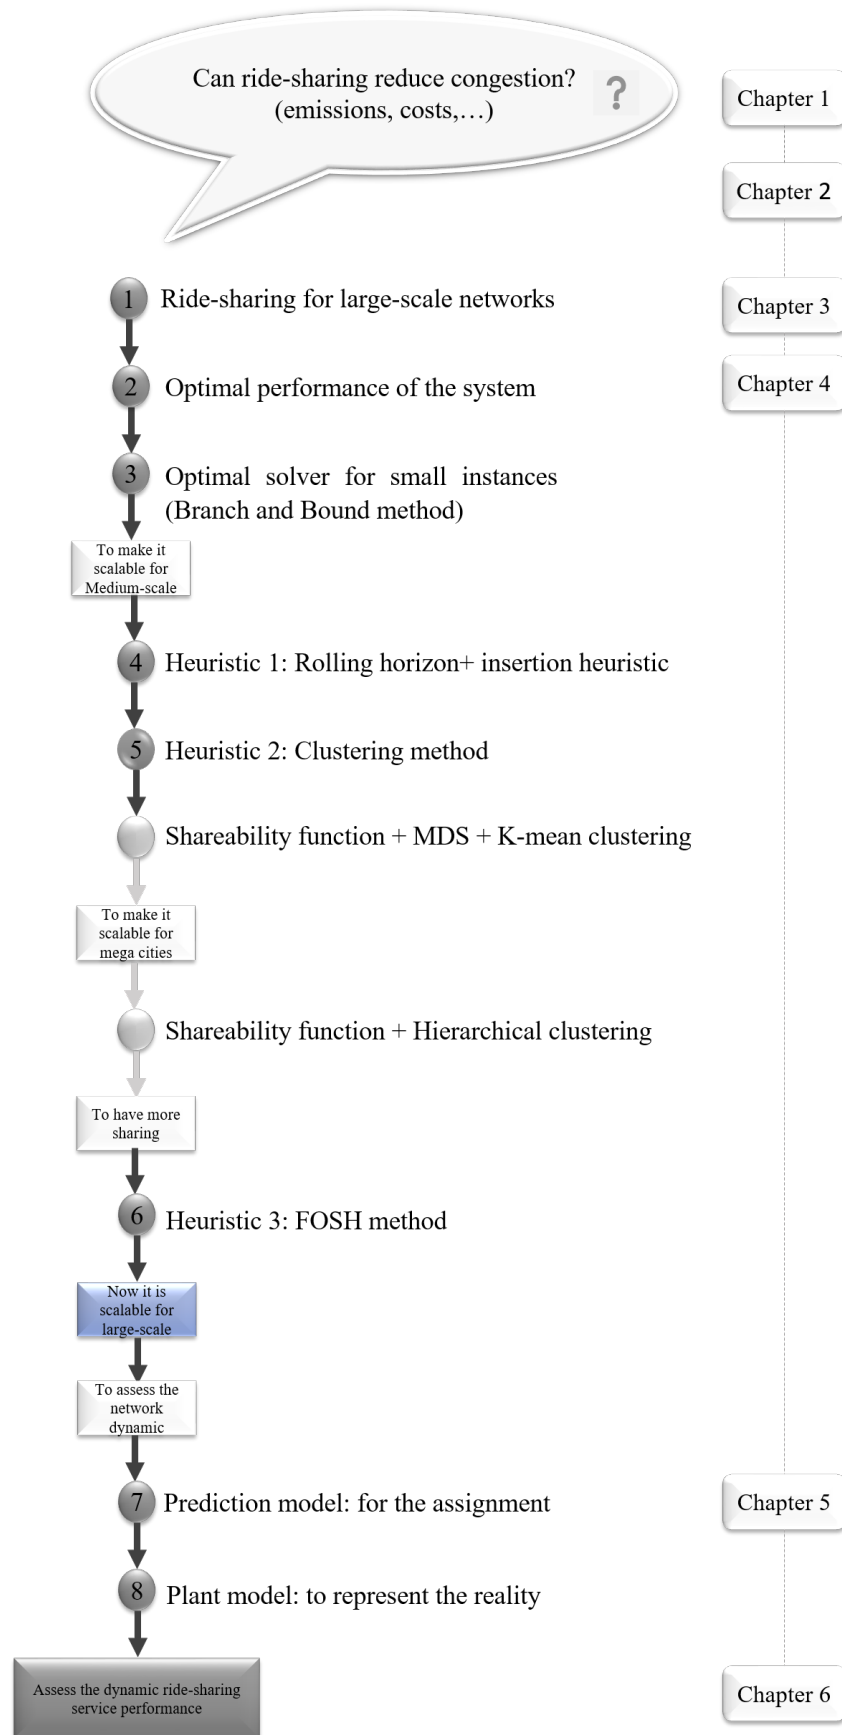 Can ride-sharing reduce congestion?
(emissions, costs,...)
?
Chapter 1
Chapter 2
1 Ride-sharing for large-scale networks
Chapter 3
2 Optimal performance of the system
Chapter 4
3 Optimal solver for small instances
(Branch and Bound method)
To make it
scalable for
Medium-scale
4 Heuristic 1: Rolling horizon+ insertion heuristic
5 Heuristic 2: Clustering method
Shareability function + MDS + K-mean clustering
To make it
scalable for
mega cities
Shareability function + Hierarchical clustering
To have more
sharing
6 Heuristic 3: FOSH method
Now it is
scalable for
large-scale
To assess the
network
dynamic
7 Prediction model: for the assignment
Chapter 5
8 Plant model: to represent the reality
Assess the dynamic ride-sharing
service performance
Chapter 6